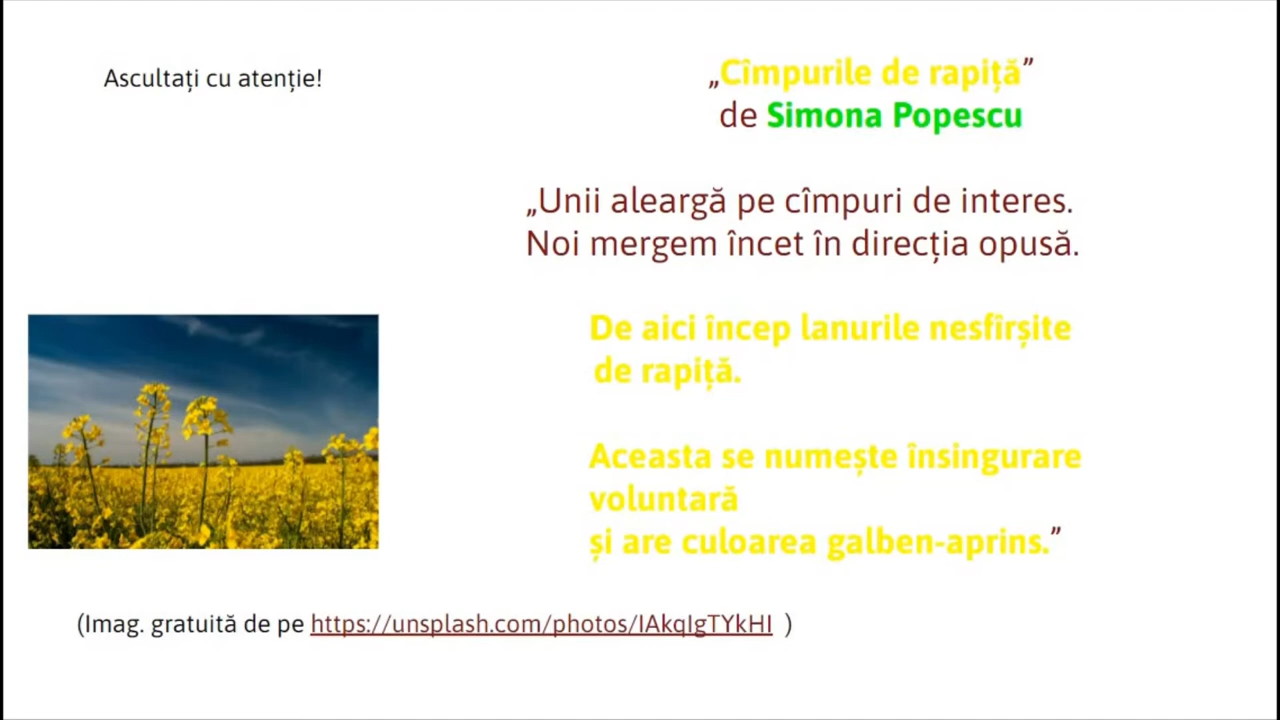 Ascultați cu atenție!
„Cîmpurile de rapiță”
de Simona Popescu
„Unii aleargă pe cîmpuri de interes.
Noi mergem încet în direcția opusă.
De aici încep lanurile nesfîrșite
de rapiță.
Aceasta se numește însingurare
voluntară
și are culoarea galben-aprins.”
(Imag. gratuită de pe https://unsplash.com/photos/IAkqIgTYkHI )